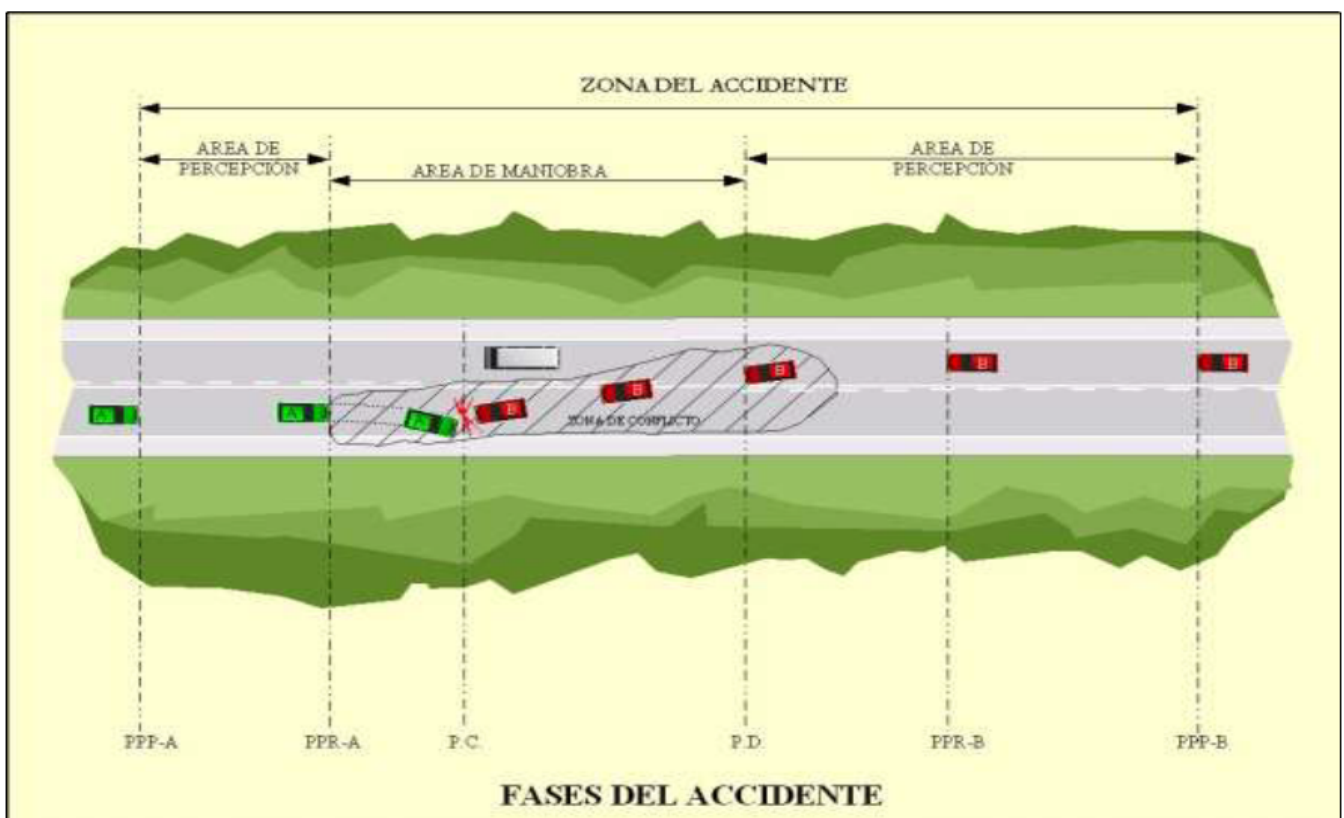 ZONA DEL ACCIDENTE
AREA DE
PERCEPCIÓN
AREA DE MANIOBRA
AREA DE
PERCEPCIÓN
B
B
B
A
A
A
B
B
ZONA DE CONFLICTO
PPP-A
PPR-A
P.C.
P.D.
PPR-B
PPP-B
FASES DEL ACCIDENTE